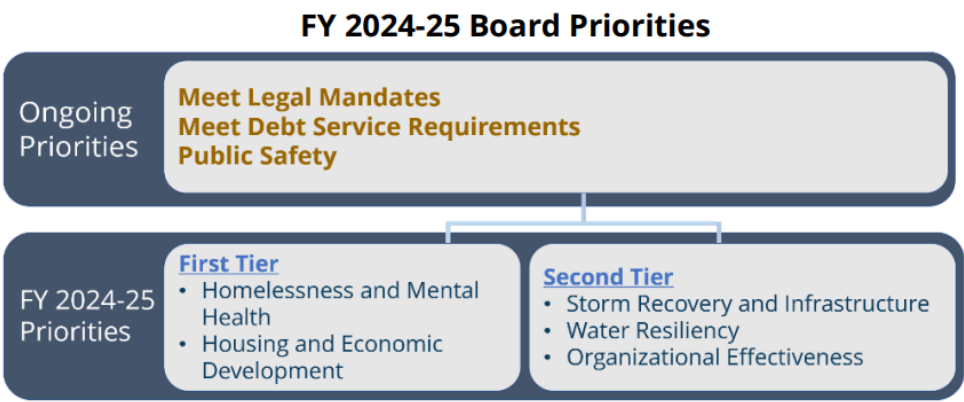 FY 2024-25 Board Priorities
Ongoing
Priorities
Meet Legal Mandates
Meet Debt Service Requirements
Public Safety
FY 2024-25
Priorities
First Tier
• Homelessness and Mental
Health
• Housing and Economic
Development
Second Tier
• Storm Recovery and Infrastructure
• Water Resiliency
• Organizational Effectiveness